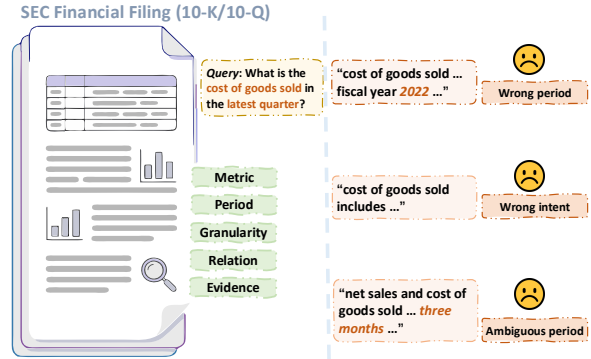 SEC Financial Filing (10-K/10-Q)
Query: What is the
cost of goods sold in
the latest quarter?
Metric
Period
Granularity
Relation
Evidence
“cost of goods sold ...
fiscal year 2022 ...”
Wrong period
“cost of goods sold
includes ...”
Wrong intent
“net sales and cost of
goods sold ... three
months ...”
Ambiguous period